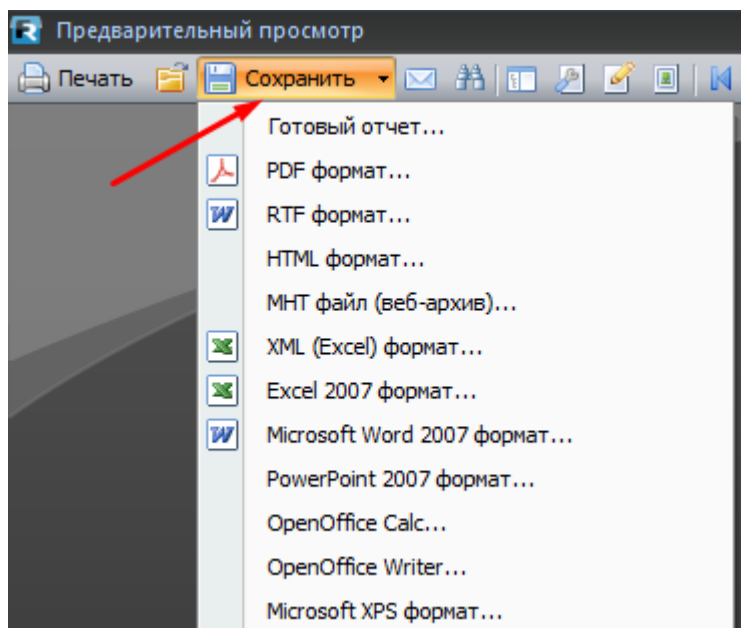 Предварительный просмотр
Печать Сохранить
Готовый отчет...
PDF формат...
RTF формат...
HTML формат...
MHT файл (веб-архив)...
XML (Excel) формат...
Excel 2007 формат...
Microsoft Word 2007 формат...
PowerPoint 2007 формат...
OpenOffice Calc...
OpenOffice Writer...
Microsoft XPS формат...